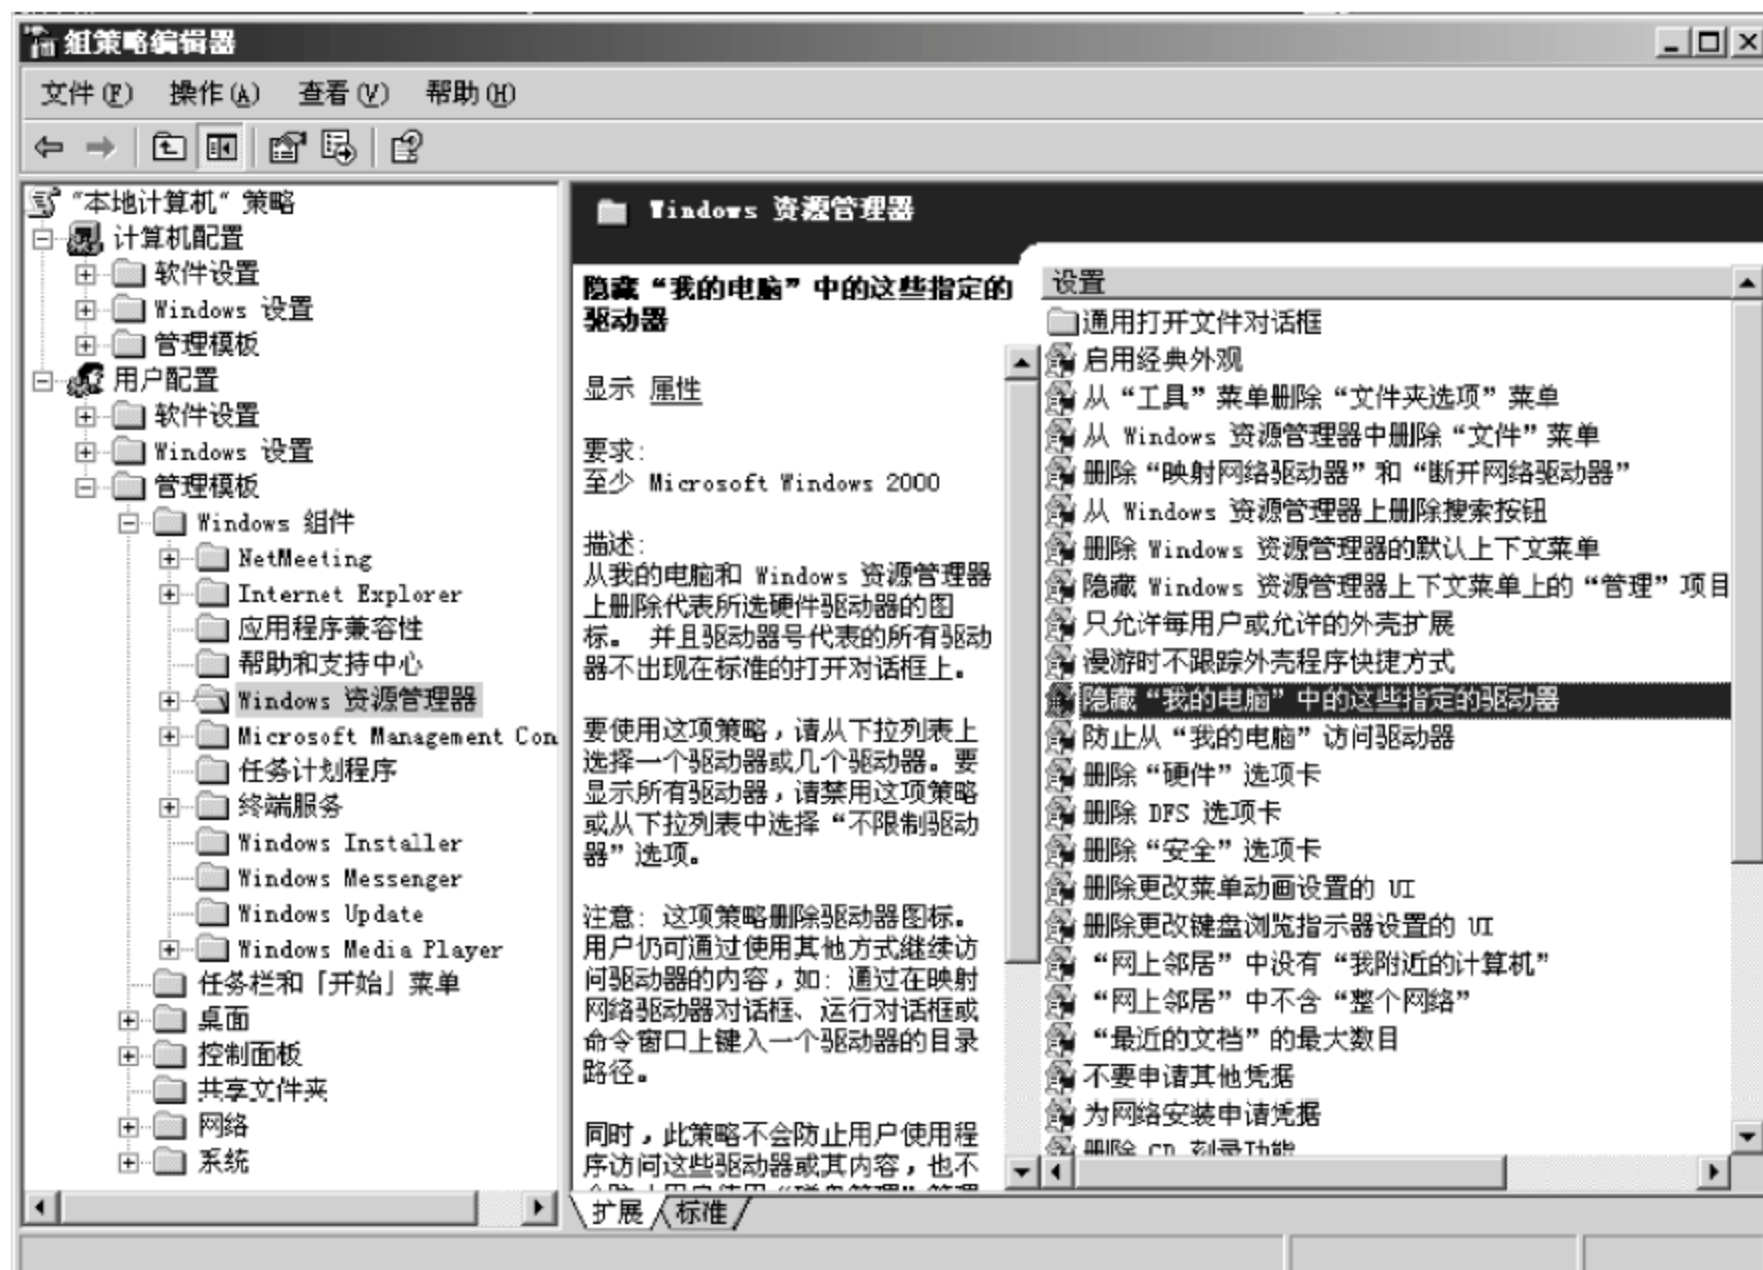 组策略编辑器
文件(F) 操作(A) 查看(V) 帮助(H)
“本地计算机” 策略
计算机配置
软件设置
Windows 设置
管理模板
用户配置
软件设置
Windows 设置
管理模板
Windows 组件
NetMeeting
Internet Explorer
应用程序兼容性
帮助和支持中心
Windows 资源管理器
Microsoft Management Con
任务计划程序
终端服务
Windows Installer
Windows Messenger
Windows Update
Windows Media Player
任务栏和「开始」菜单
桌面
控制面板
共享文件夹
网络
系统
Windows 资源管理器
隐藏“我的电脑”中的这些指定的
驱动器
显示 属性
要求:
至少 Microsoft Windows 2000
描述:
从我的电脑和 Windows 资源管理器
上删除代表所选硬件驱动器的图
标。 并且驱动器号代表的所有驱动
器不出现在标准的打开对话框上。
要使用这项策略，请从下拉列表上
选择一个驱动器或几个驱动器。要
显示所有驱动器，请禁用这项策略
或从下拉列表中选择“不限制驱动
器”选项。
注意: 这项策略删除驱动器图标。
用户仍可通过使用其他方式继续访
问驱动器的内容，如: 通过在映射
网络驱动器对话框、运行对话框或
命令窗口上键入一个驱动器的目录
路径。
同时，此策略不会防止用户使用程
序访问这些驱动器或其内容，也不
扩展 标准
设置
通用打开文件对话框
启用经典外观
从“工具”菜单删除“文件夹选项”菜单
从 Windows 资源管理器中删除“文件”菜单
删除“映射网络驱动器”和“断开网络驱动器”
从 Windows 资源管理器上删除搜索按钮
删除 Windows 资源管理器的默认上下文菜单
隐藏 Windows 资源管理器上下文菜单上的“管理”项目
只允许每用户或允许的外壳扩展
漫游时不跟踪外壳程序快捷方式
隐藏“我的电脑”中的这些指定的驱动器
防止从“我的电脑”访问驱动器
删除“硬件”选项卡
删除 DFS 选项卡
删除“安全”选项卡
删除更改菜单动画设置的 UI
删除更改键盘浏览指示器设置的 UI
“网上邻居”中没有“我附近的计算机”
“网上邻居”中不含“整个网络”
“最近的文档”的最大数目
不要申请其他凭据
为网络安装申请凭据
删除 CD 刻录功能